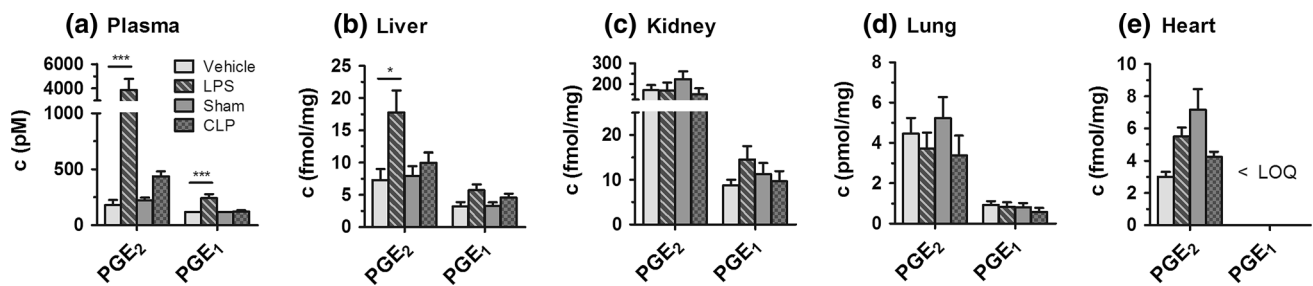 (a) Plasma
c (pM)
6000
4000
1000
500
0
***
***
Vehicle
LPS
Sham
CLP
PGE₂
PGE₁
(b) Liver
c (fmol/mg)
25
20
15
10
5
0
*
PGE₂
PGE₁
(c) Kidney
c (fmol/mg)
300
200
100
20
10
0
PGE₂
PGE₁
(d) Lung
c (pmol/mg)
8
6
4
2
0
PGE₂
PGE₁
(e) Heart
c (fmol/mg)
10
8
6
4
2
0
< LOQ
PGE₂
PGE₁